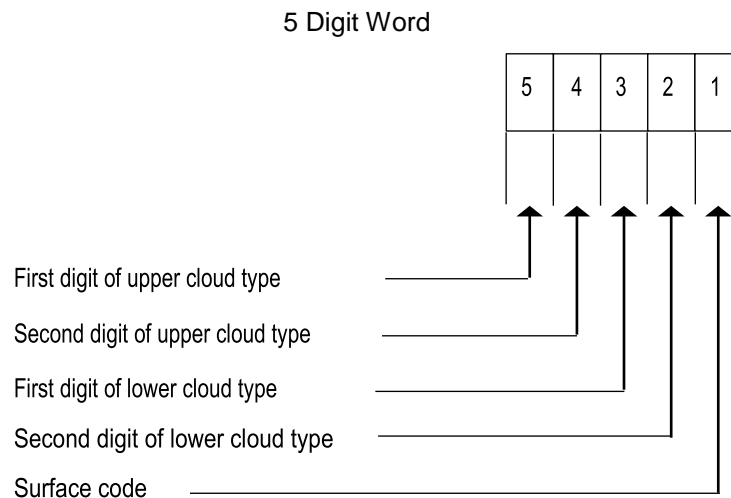 5 Digit Word
5 4 3 2 1
First digit of upper cloud type
Second digit of upper cloud type
First digit of lower cloud type
Second digit of lower cloud type
Surface code